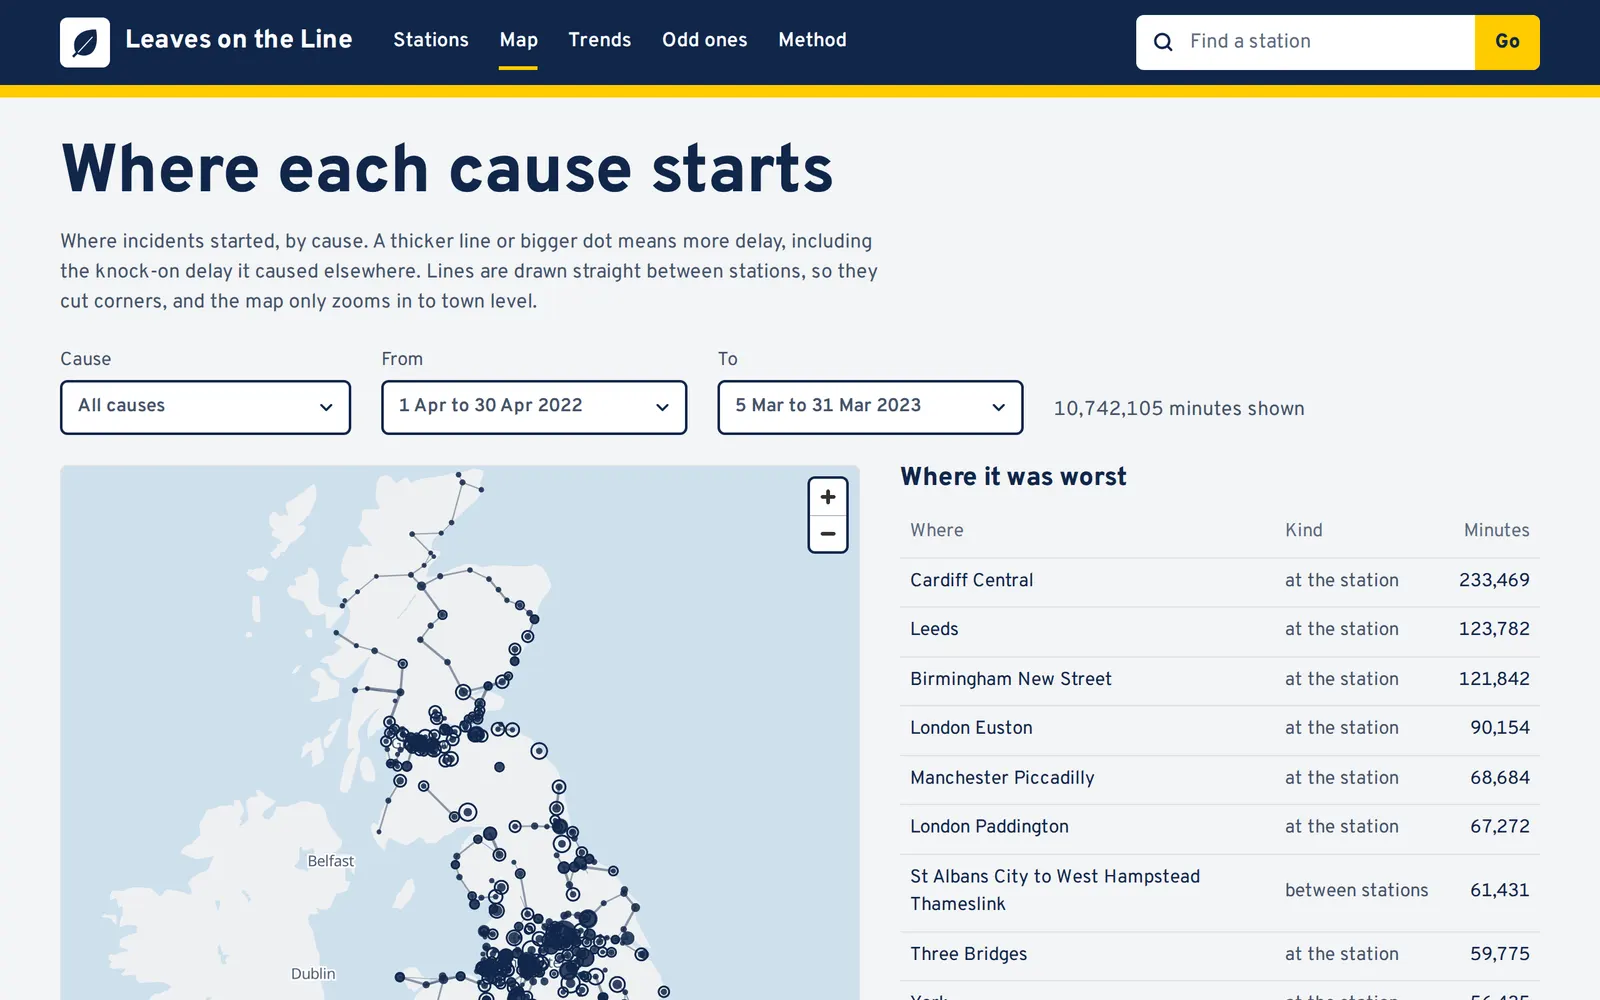 Leaves on the Line
Stations
Map
Trends
Odd ones
Method
Find a station
Go
Where each cause starts
Where incidents started, by cause. A thicker line or bigger dot means more delay, including
the knock-on delay it caused elsewhere. Lines are drawn straight between stations, so they
cut corners, and the map only zooms in to town level.
Cause
From
To
All causes
1 Apr to 30 Apr 2022
5 Mar to 31 Mar 2023
10,742,105 minutes shown
+
−
Belfast
Dublin
Where it was worst
Where Kind Minutes
Cardiff Central at the station 233,469
Leeds at the station 123,782
Birmingham New Street at the station 121,842
London Euston at the station 90,154
Manchester Piccadilly at the station 68,684
London Paddington at the station 67,272
St Albans City to West Hampstead
Thameslink between stations 61,431
Three Bridges at the station 59,775